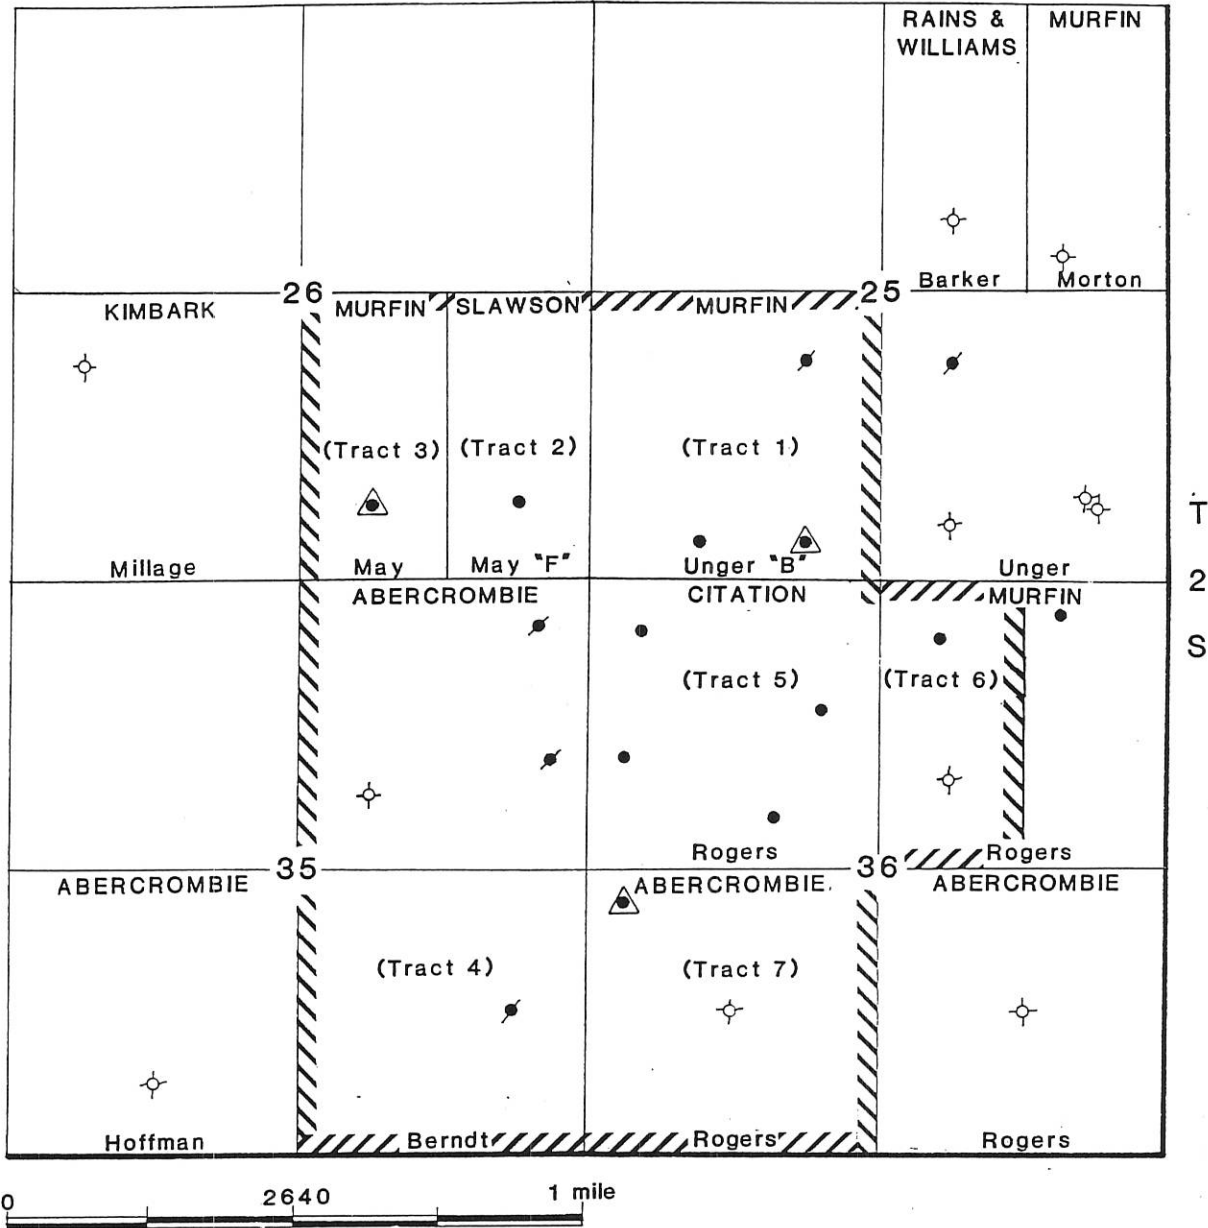 RAINS &
WILLIAMS
MURFIN
Barker
Morton
26
25
KIMBARK
MURFIN
SLAWSON
MURFIN
(Tract 3)
(Tract 2)
(Tract 1)
T
2
S
Millage
May
May "F"
Unger "B"
Unger
ABERCROMBIE
CITATION
MURFIN
(Tract 5)
(Tract 6)
Rogers
Rogers
35
36
ABERCROMBIE
ABERCROMBIE
ABERCROMBIE
(Tract 4)
(Tract 7)
Hoffman
Berndt
Rogers
Rogers
0
2640
1 mile